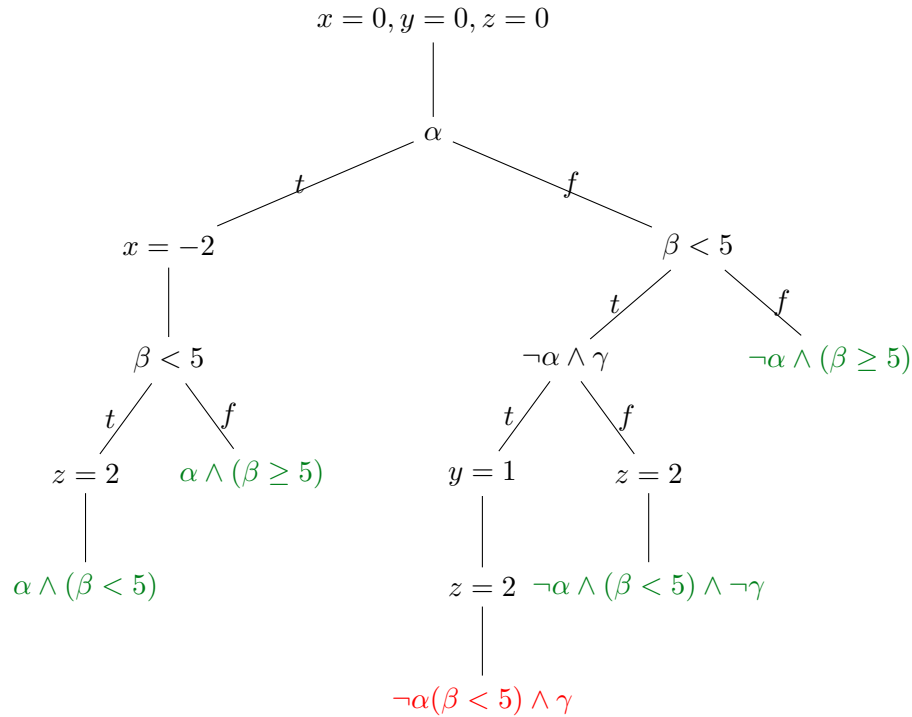 x = 0, y = 0, z = 0
α
t
f
x = −2
β < 5
t
f
β < 5
¬α ∧ γ
¬α ∧ (β ≥ 5)
t
f
t
f
z = 2
α ∧ (β ≥ 5)
y = 1
z = 2
α ∧ (β < 5)
z = 2
¬α ∧ (β < 5) ∧ ¬γ
¬α(β < 5) ∧ γ